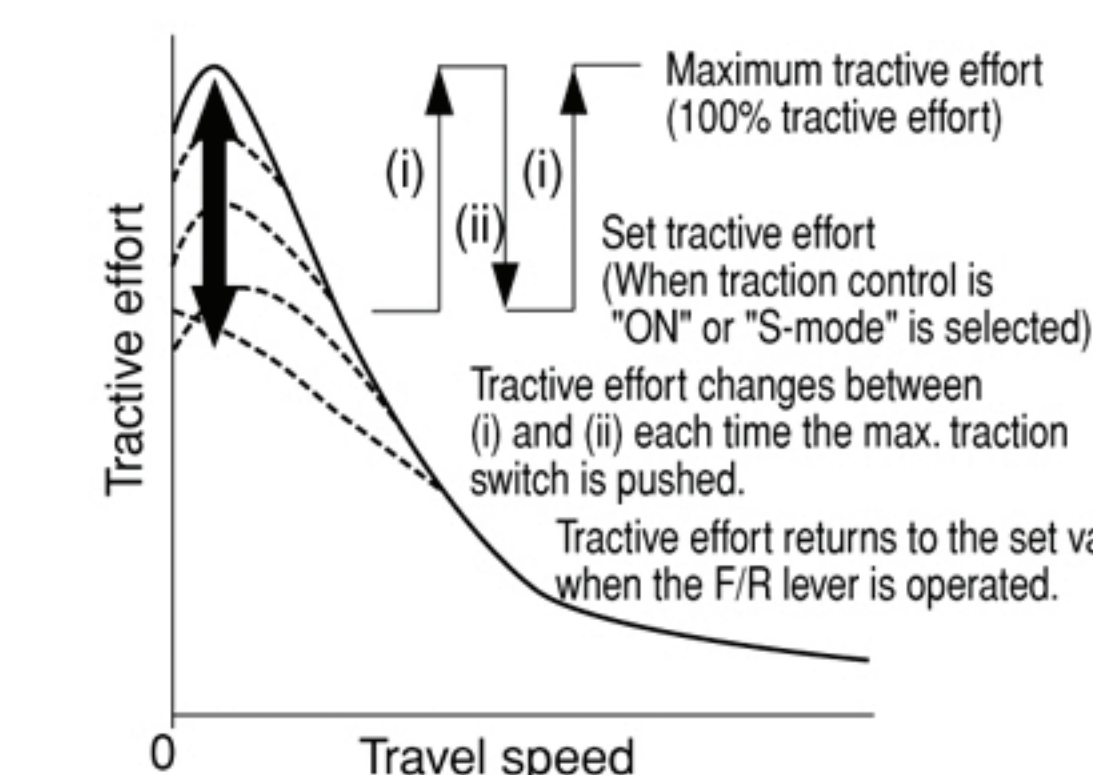 Maximum tractive effort
(100% tractive effort)
(i)
(i)
(ii)
Set tractive effort
(When traction control is
"ON" or "S-mode" is selected)
Tractive effort changes between
(i) and (ii) each time the max. traction
switch is pushed.
Tractive effort returns to the set
when the F/R lever is operated.
Tractive effort
0
Travel speed